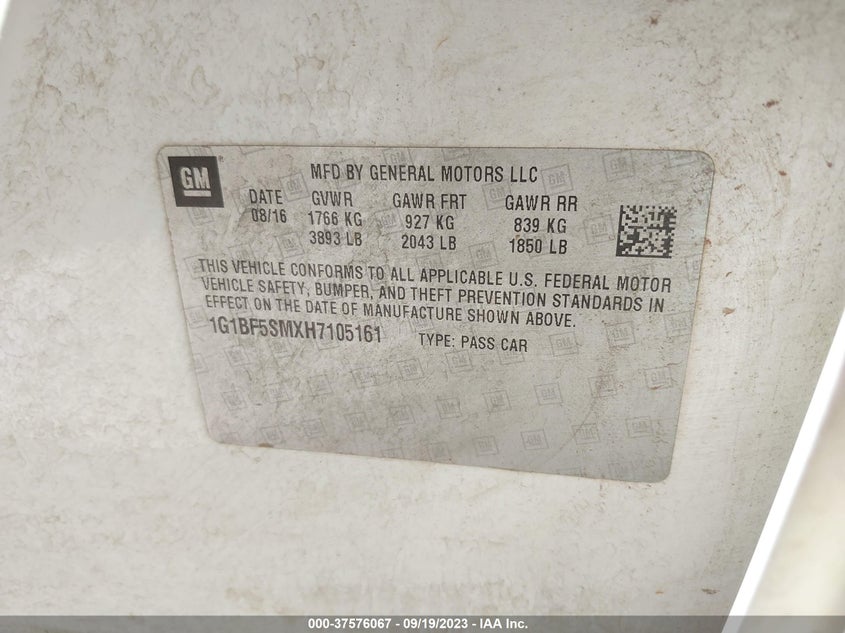 GM
MFD BY GENERAL MOTORS LLC
DATE GVWR GAWR FRT GAWR RR
08/16 1766 KG 927 KG 839 KG
3893 LB 2043 LB 1850 LB
THIS VEHICLE CONFORMS TO ALL APPLICABLE U.S. FEDERAL MOTOR
VEHICLE SAFETY, BUMPER, AND THEFT PREVENTION STANDARDS IN
EFFECT ON THE DATE OF MANUFACTURE SHOWN ABOVE.
1G1BF5SMXH7105161 TYPE: PASS CAR
000-37576067 - 09/19/2023 - IAA Inc.